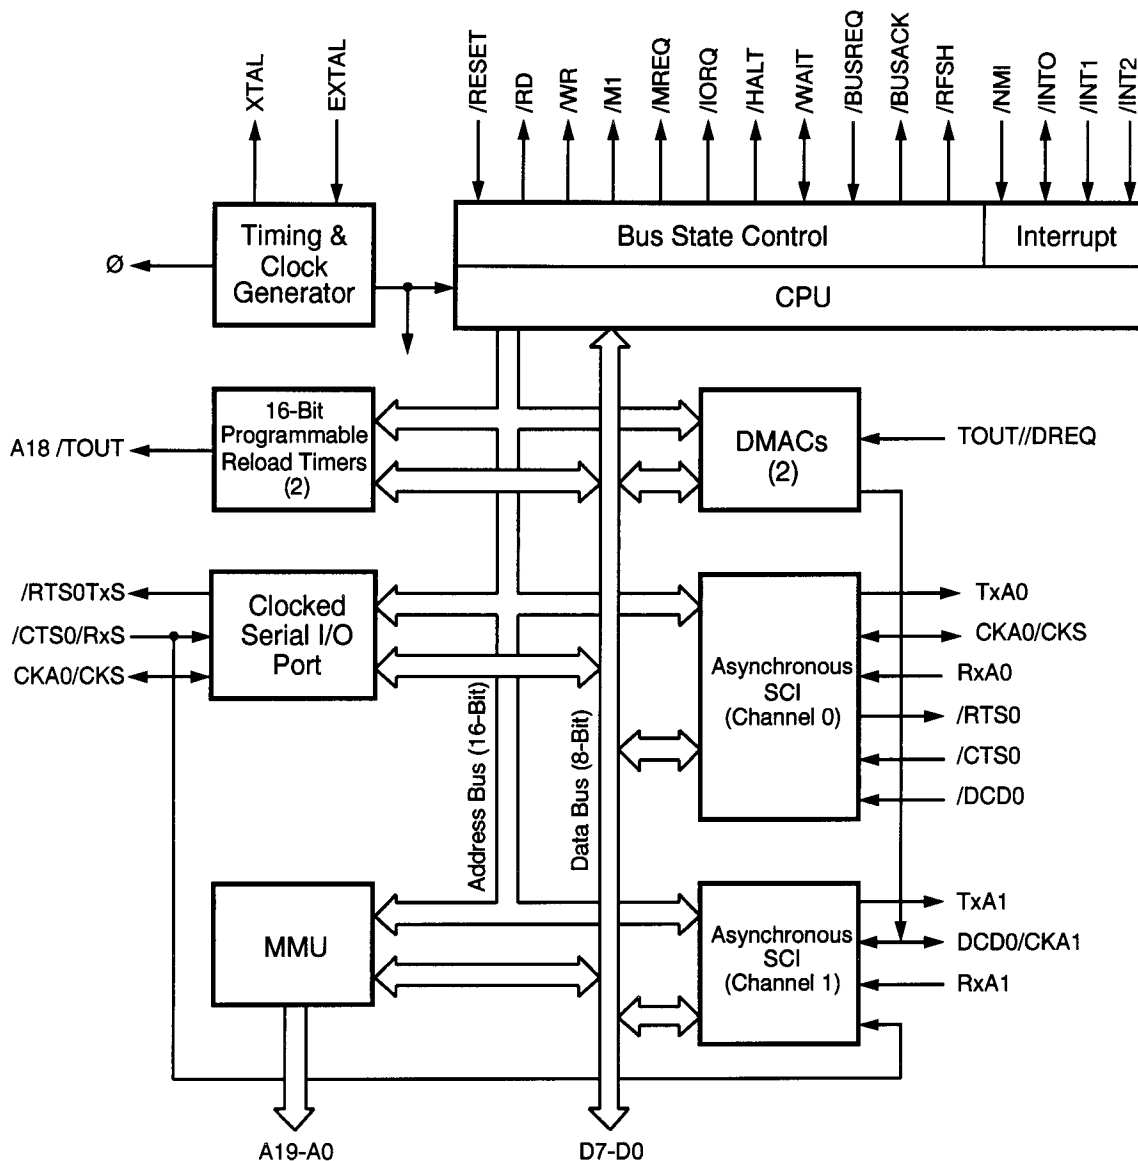 XTAL
EXTAL
/RESET
/RD
/WR
/M1
/MREQ
/IORQ
/HALT
/WAIT
/BUSREQ
/BUSACK
/RFSH
/NMI
/INTO
/INT1
/INT2
Timing &
Clock
Generator
Ø
Bus State Control
Interrupt
CPU
16-Bit
Programmable
Reload Timers
(2)
A18 /TOUT
DMACs
(2)
TOUT//DREQ
/RTS0TxS
/CTS0/RxS
CKA0/CKS
Clocked
Serial I/O
Port
Address Bus (16-Bit)
Data Bus (8-Bit)
Asynchronous
SCI
(Channel 0)
TxA0
CKA0/CKS
RxA0
/RTS0
/CTS0
/DCD0
MMU
Asynchronous
SCI
(Channel 1)
TxA1
DCD0/CKA1
RxA1
A19-A0
D7-D0